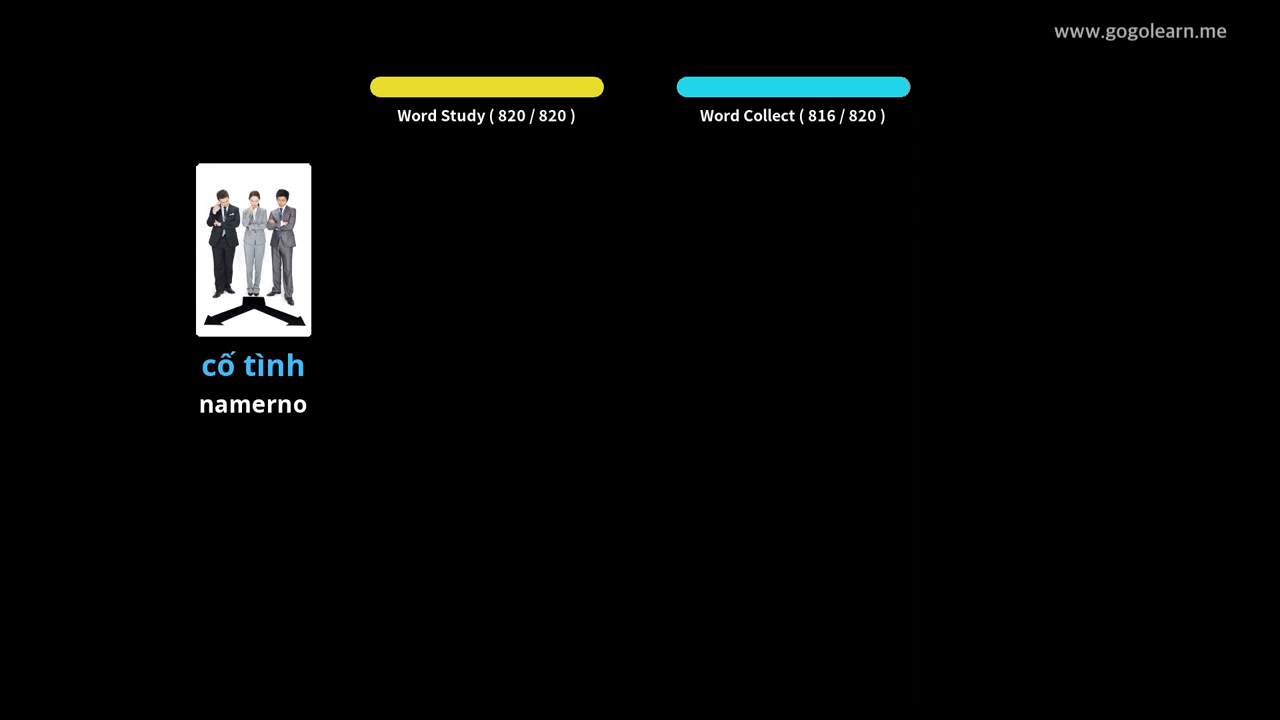 www.gogolearn.me
Word Study ( 820 / 820 )
Word Collect ( 816 / 820 )
cố tình
namerno